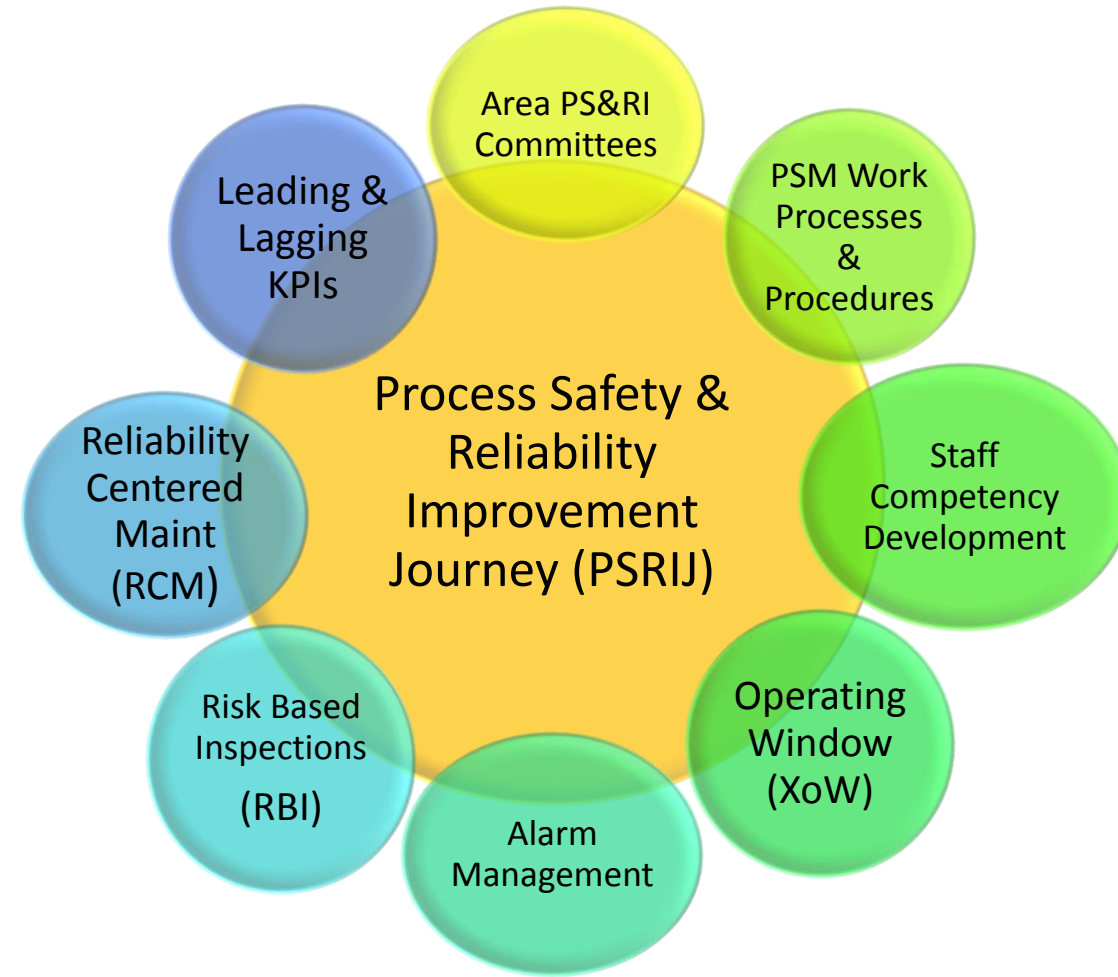 Area PS&RI
Committees
PSM Work
Processes
&
Procedures
Staff
Competency
Development
Operating
Window
(XoW)
Alarm
Management
Risk Based
Inspections
(RBI)
Reliability
Centered
Maint
(RCM)
Leading &
Lagging
KPIs
Process Safety &
Reliability
Improvement
Journey (PSRIJ)